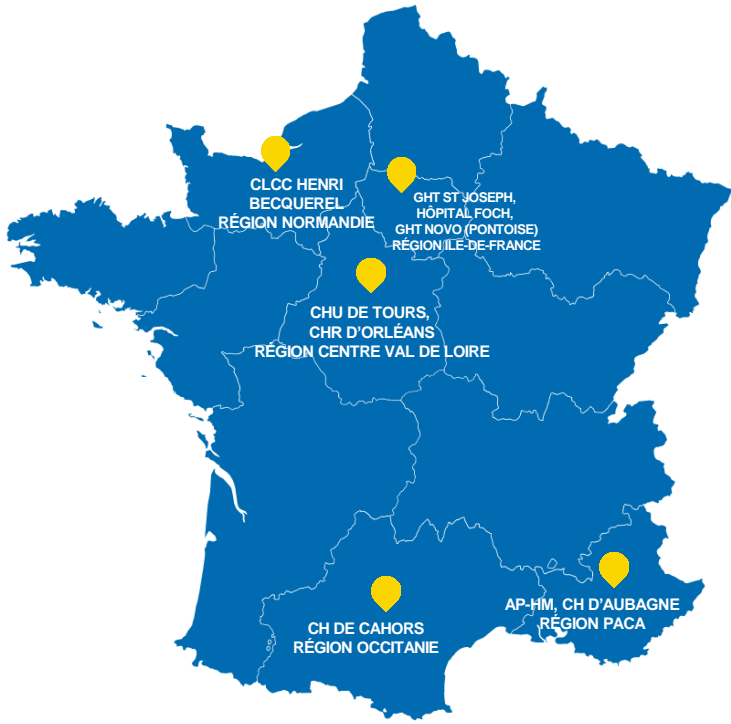 CLCC HENRI
BECQUEREL
RÉGION NORMANDIE
GHT ST JOSEPH,
HÔPITAL FOCH,
GHT NOVO (PONTOISE)
RÉGION ILE-DE-FRANCE
CHU DE TOURS,
CHR D'ORLÉANS
RÉGION CENTRE VAL DE LOIRE
AP-HM, CH D'AUBAGNE
RÉGION PACA
CH DE CAHORS
RÉGION OCCITANIE